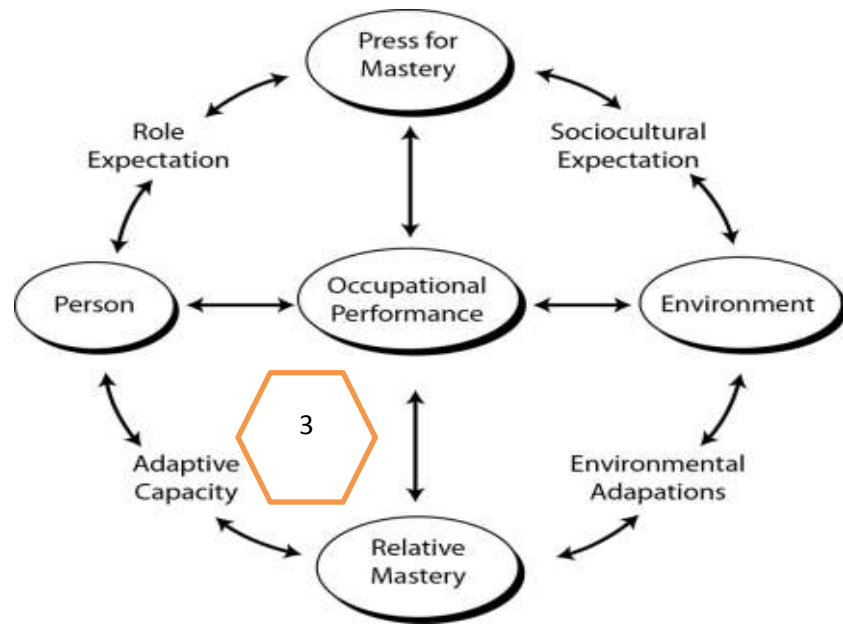 Press for
Mastery
Role
Expectation
Sociocultural
Expectation
Person
Occupational
Performance
Environment
3
Adaptive
Capacity
Environmental
Adapations
Relative
Mastery